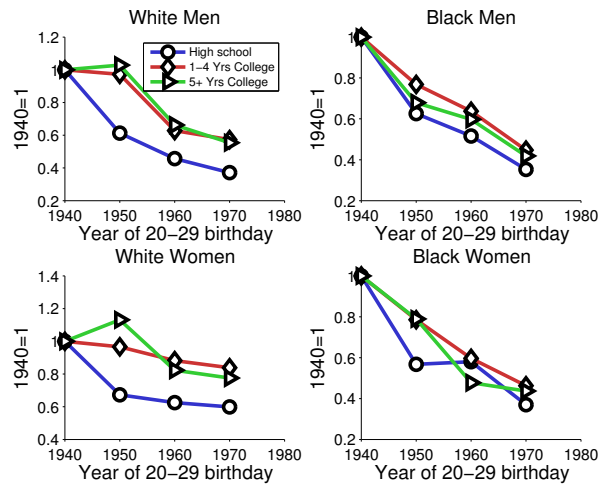 White Men
1.2
1
0.8
0.6
0.4
0.2
1940=1
1940 1950 1960 1970 1980
Year of 20−29 birthday
High school
1−4 Yrs College
5+ Yrs College
Black Men
1
0.8
0.6
0.4
0.2
1940=1
1940 1950 1960 1970 1980
Year of 20−29 birthday
White Women
1.4
1.2
1
0.8
0.6
0.4
1940=1
1940 1950 1960 1970 1980
Year of 20−29 birthday
Black Women
1
0.8
0.6
0.4
0.2
1940=1
1940 1950 1960 1970 1980
Year of 20−29 birthday